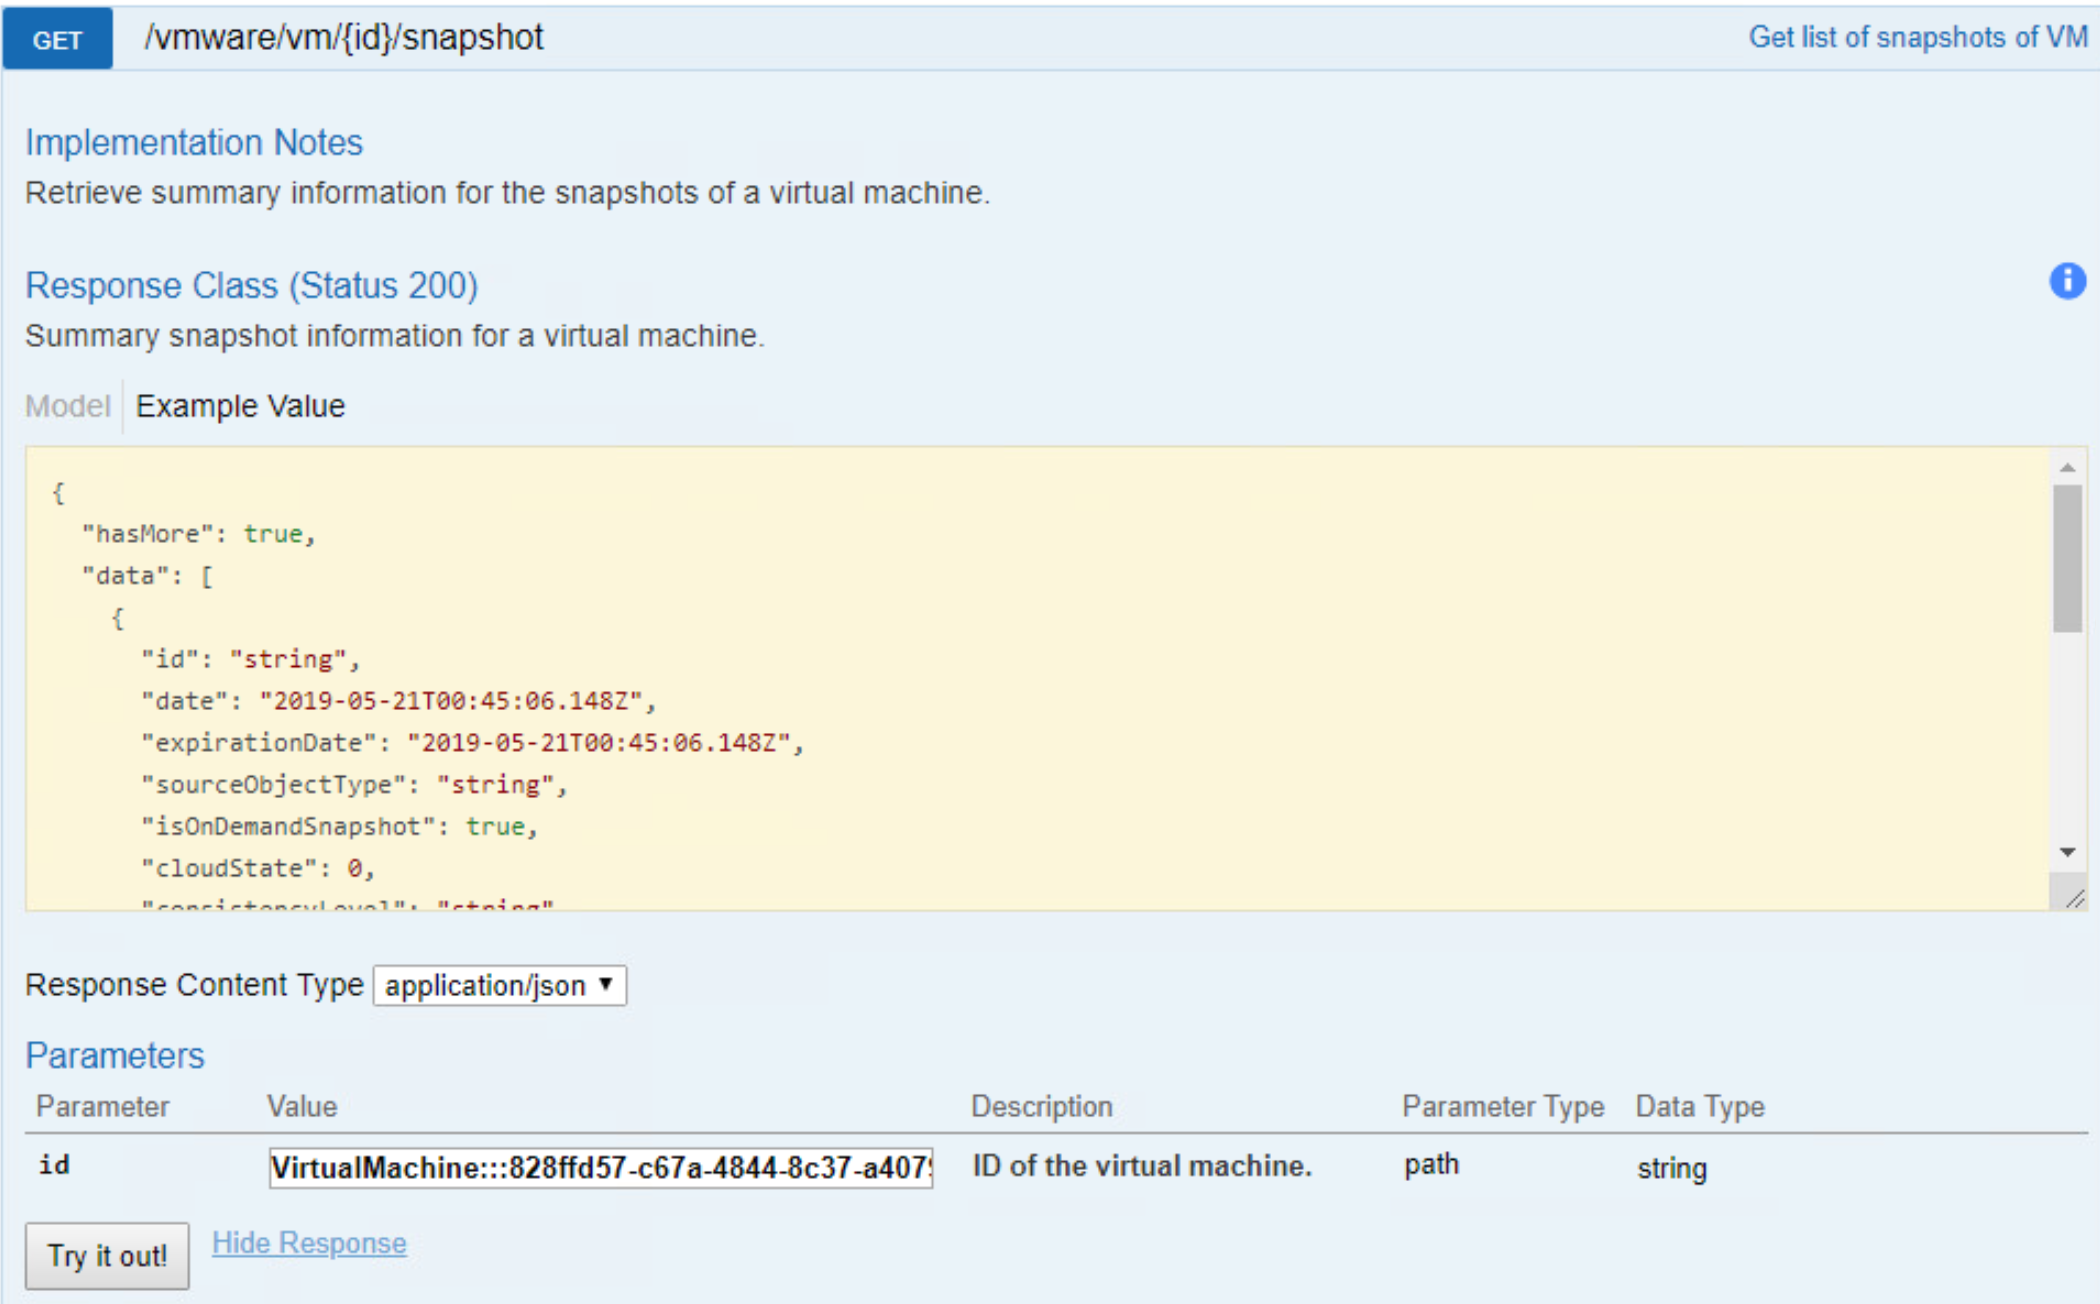 GET /vmware/vm/{id}/snapshot Get list of snapshots of VM
Implementation Notes
Retrieve summary information for the snapshots of a virtual machine.
Response Class (Status 200)
Summary snapshot information for a virtual machine.
Model Example Value
{
"hasMore": true,
"data": [
{
"id": "string",
"date": "2019-05-21T00:45:06.148Z",
"expirationDate": "2019-05-21T00:45:06.148Z",
"sourceObjectType": "string",
"isOnDemandSnapshot": true,
"cloudState": 0,
"consistencyLevel": "string"
Response Content Type application/json
Parameters
Parameter Value Description Parameter Type Data Type
id VirtualMachine:::828ffd57-c67a-4844-8c37-a407 ID of the virtual machine. path string
Try it out! Hide Response